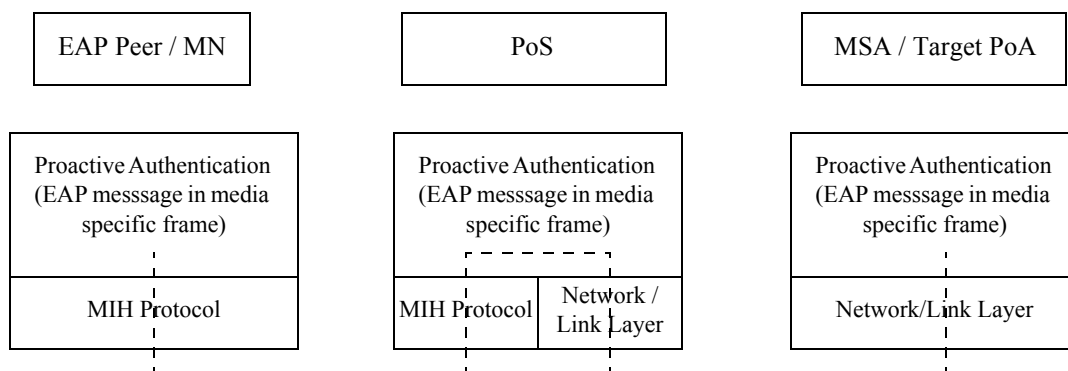 EAP Peer / MN
PoS
MSA / Target PoA
Proactive Authentication
(EAP messsage in media
specific frame)
MIH Protocol
Proactive Authentication
(EAP messsage in media
specific frame)
MIH Protocol
Network /
Link Layer
Proactive Authentication
(EAP messsage in media
specific frame)
Network/Link Layer